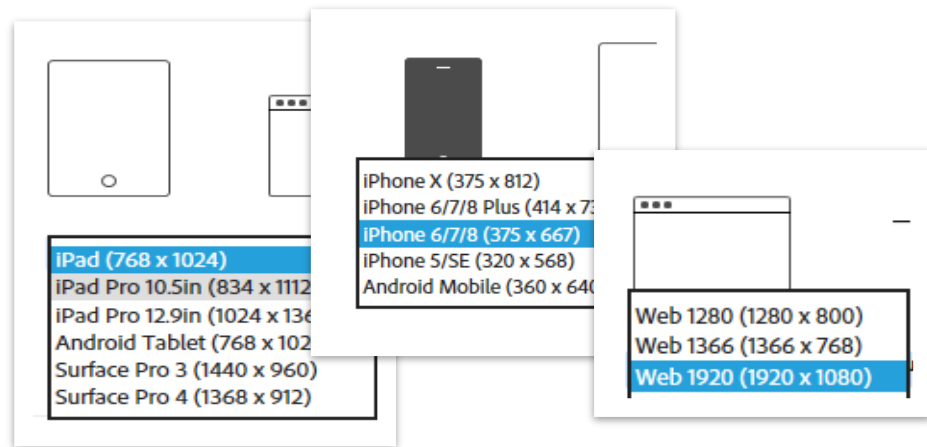 iPad (768 x 1024)
iPad Pro 10.5in (834 x 1112
iPad Pro 12.9in (1024 x 136
Android Tablet (768 x 102
Surface Pro 3 (1440 x 960)
Surface Pro 4 (1368 x 912)
iPhone X (375 x 812)
iPhone 6/7/8 Plus (414 x 73
iPhone 6/7/8 (375 x 667)
iPhone 5/SE (320 x 568)
Android Mobile (360 x 640
Web 1280 (1280 x 800)
Web 1366 (1366 x 768)
Web 1920 (1920 x 1080)